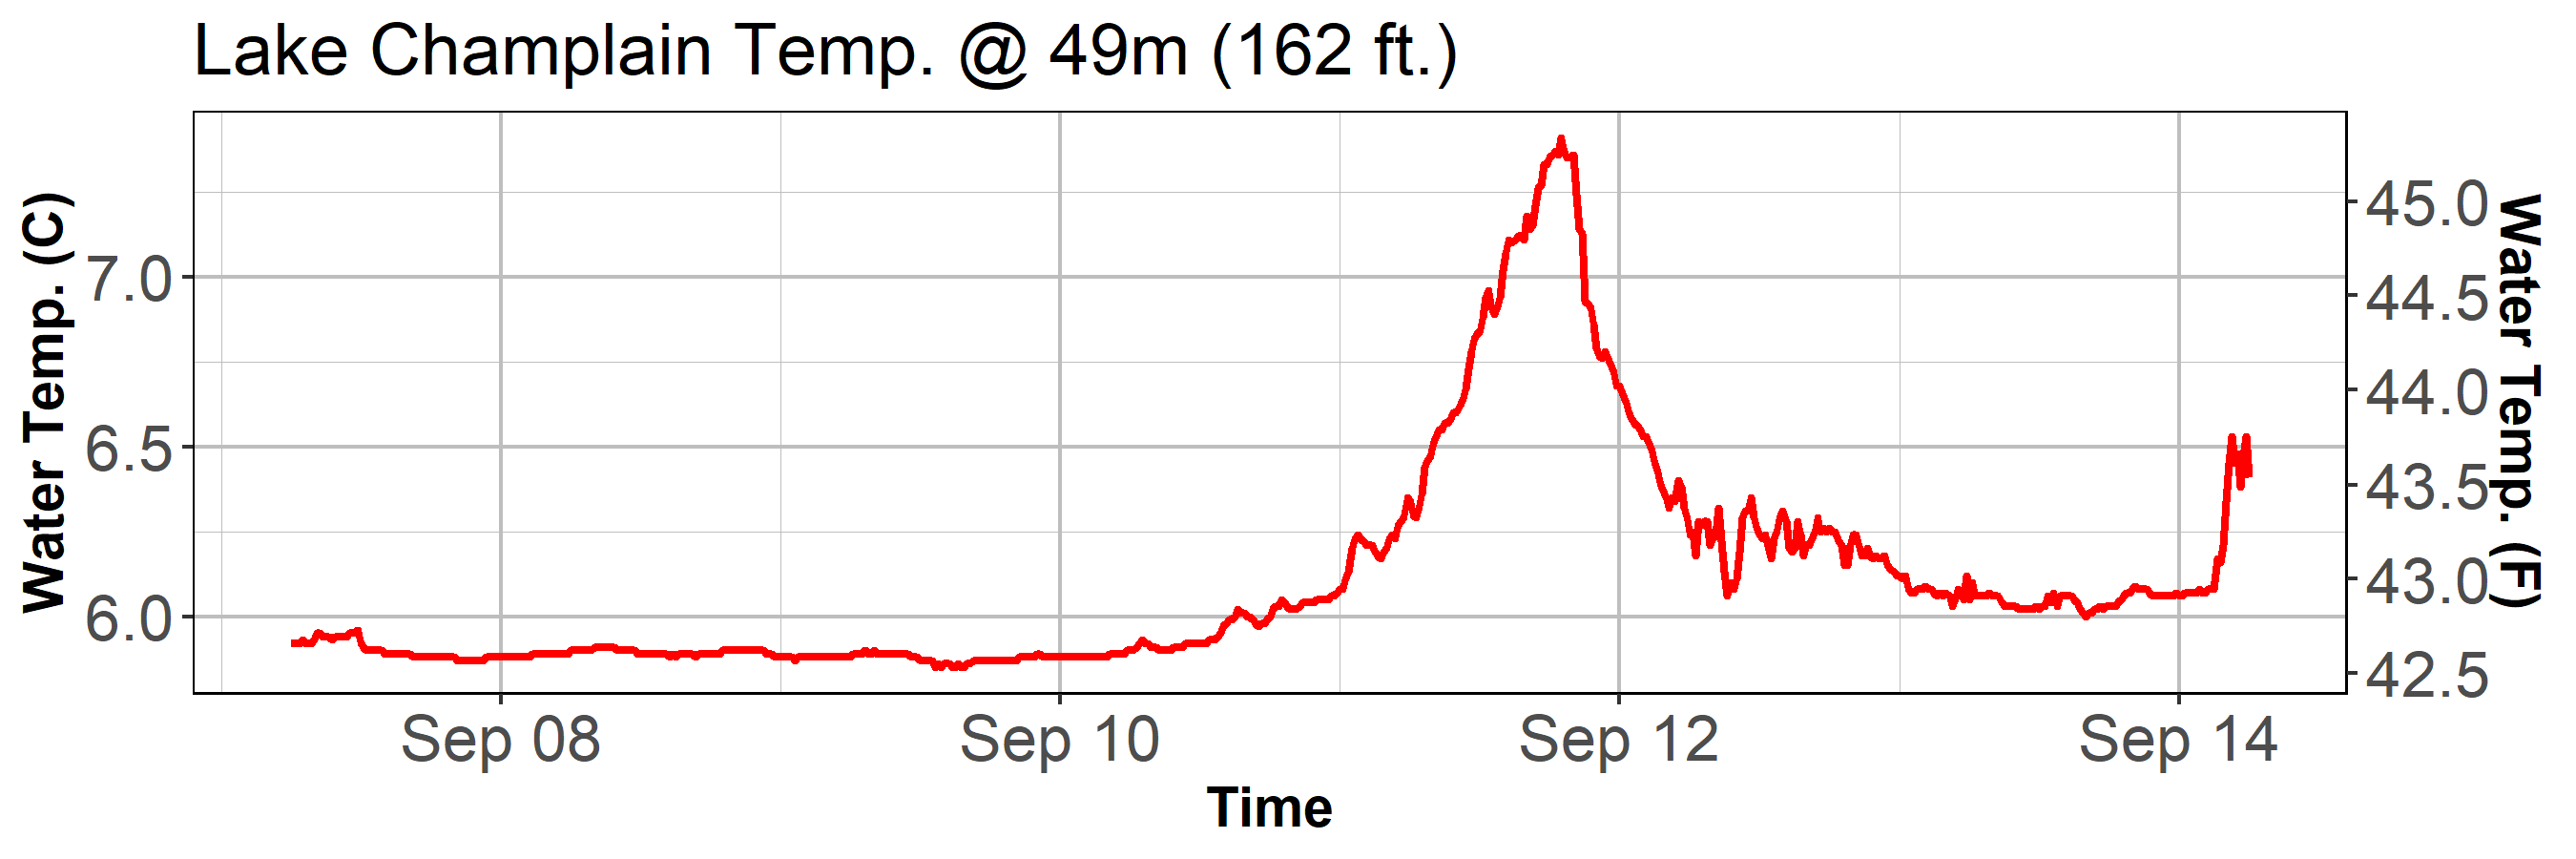 Lake Champlain Temp. @ 49m (162 ft.)
Water Temp. (C)
7.0
6.5
6.0
45.0
44.5
44.0
43.5
43.0
42.5
Water Temp. (F)
Sep 08 Sep 10 Sep 12 Sep 14
Time